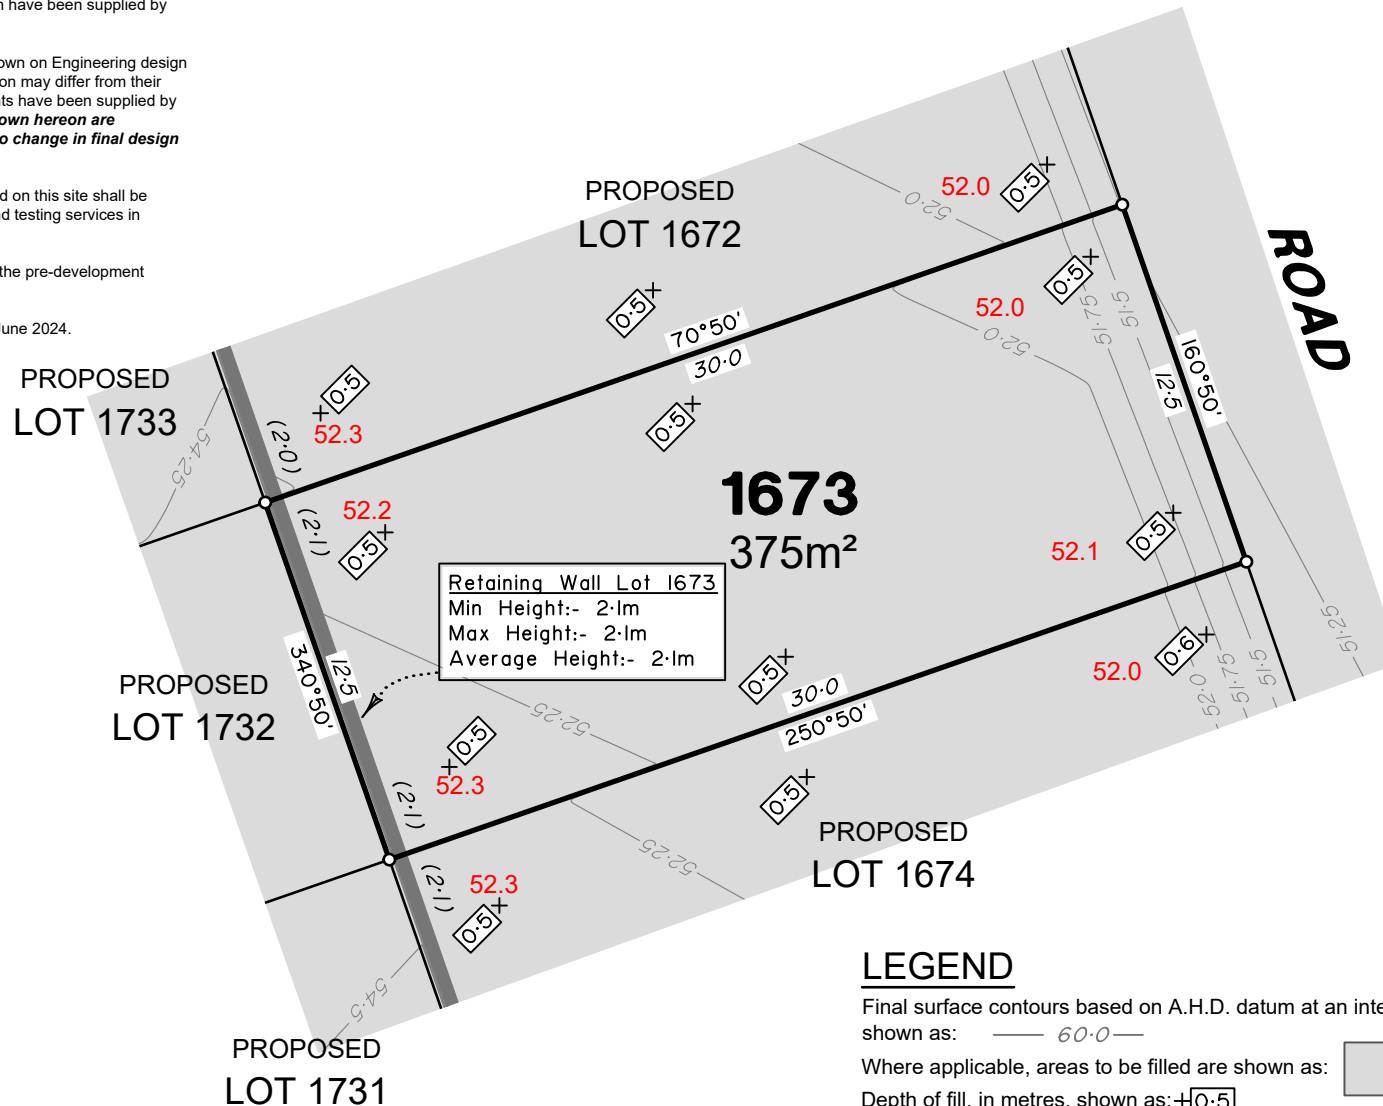 have been supplied by
own on Engineering design
on may differ from their
ts have been supplied by
own hereon are
o change in final design
d on this site shall be
nd testing services in
the pre-development
June 2024.
PROPOSED
LOT 1672
52.0
0·5
52·0
ROAD
0·5
52.0
0·5
51·75
51·5
52·0
70°50'
30·0
160°50'
12·5
PROPOSED
LOT 1733
54·25
0·5
52.3
(2·0)
0·5
52.2
(2·1)
0·5
1673
375m²
52.1
0·5
Retaining Wall Lot 1673
Min Height:- 2·1m
Max Height:- 2·1m
Average Height:- 2·1m
340°50'
12·5
PROPOSED
LOT 1732
52·25
0·5
52.3
0·5
30·0
250°50'
52.0
0·6
52·0
51·75
51·5
51·25
(2·1)
(2·1)
52.3
0·5
52·25
0·5
PROPOSED
LOT 1674
54·5
PROPOSED
LOT 1731
LEGEND
Final surface contours based on A.H.D. datum at an inte
shown as: 60·0
Where applicable, areas to be filled are shown as:
Depth of fill, in metres, shown as: +0·5